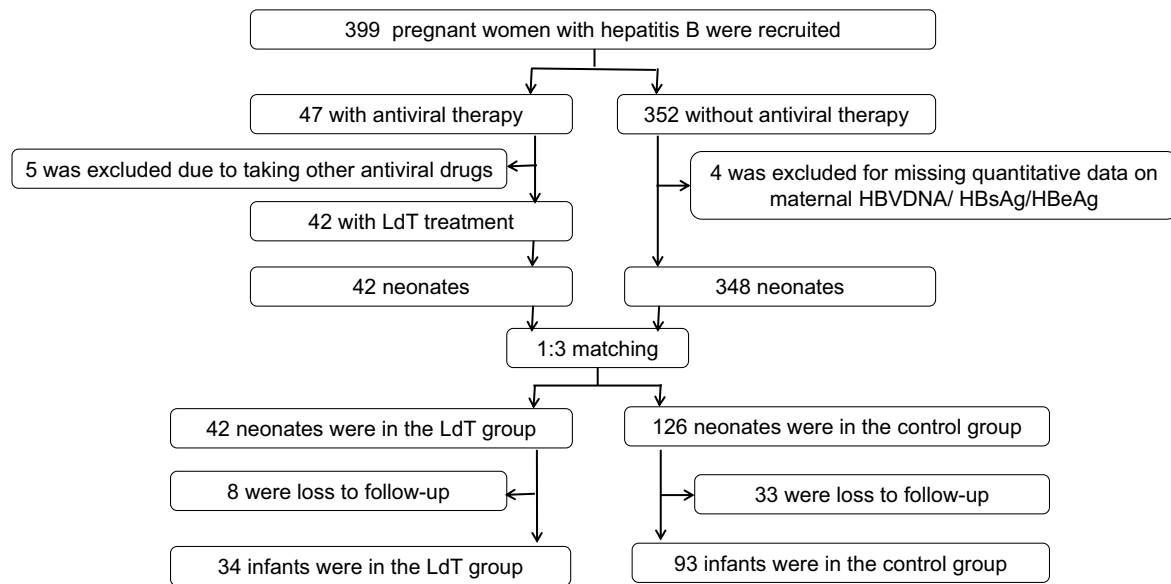 399 pregnant women with hepatitis B were recruited
47 with antiviral therapy
352 without antiviral therapy
5 was excluded due to taking other antiviral drugs
4 was excluded for missing quantitative data on
maternal HBVDNA/ HBsAg/HBeAg
42 with LdT treatment
42 neonates
348 neonates
1:3 matching
42 neonates were in the LdT group
126 neonates were in the control group
8 were loss to follow-up
33 were loss to follow-up
34 infants were in the LdT group
93 infants were in the control group